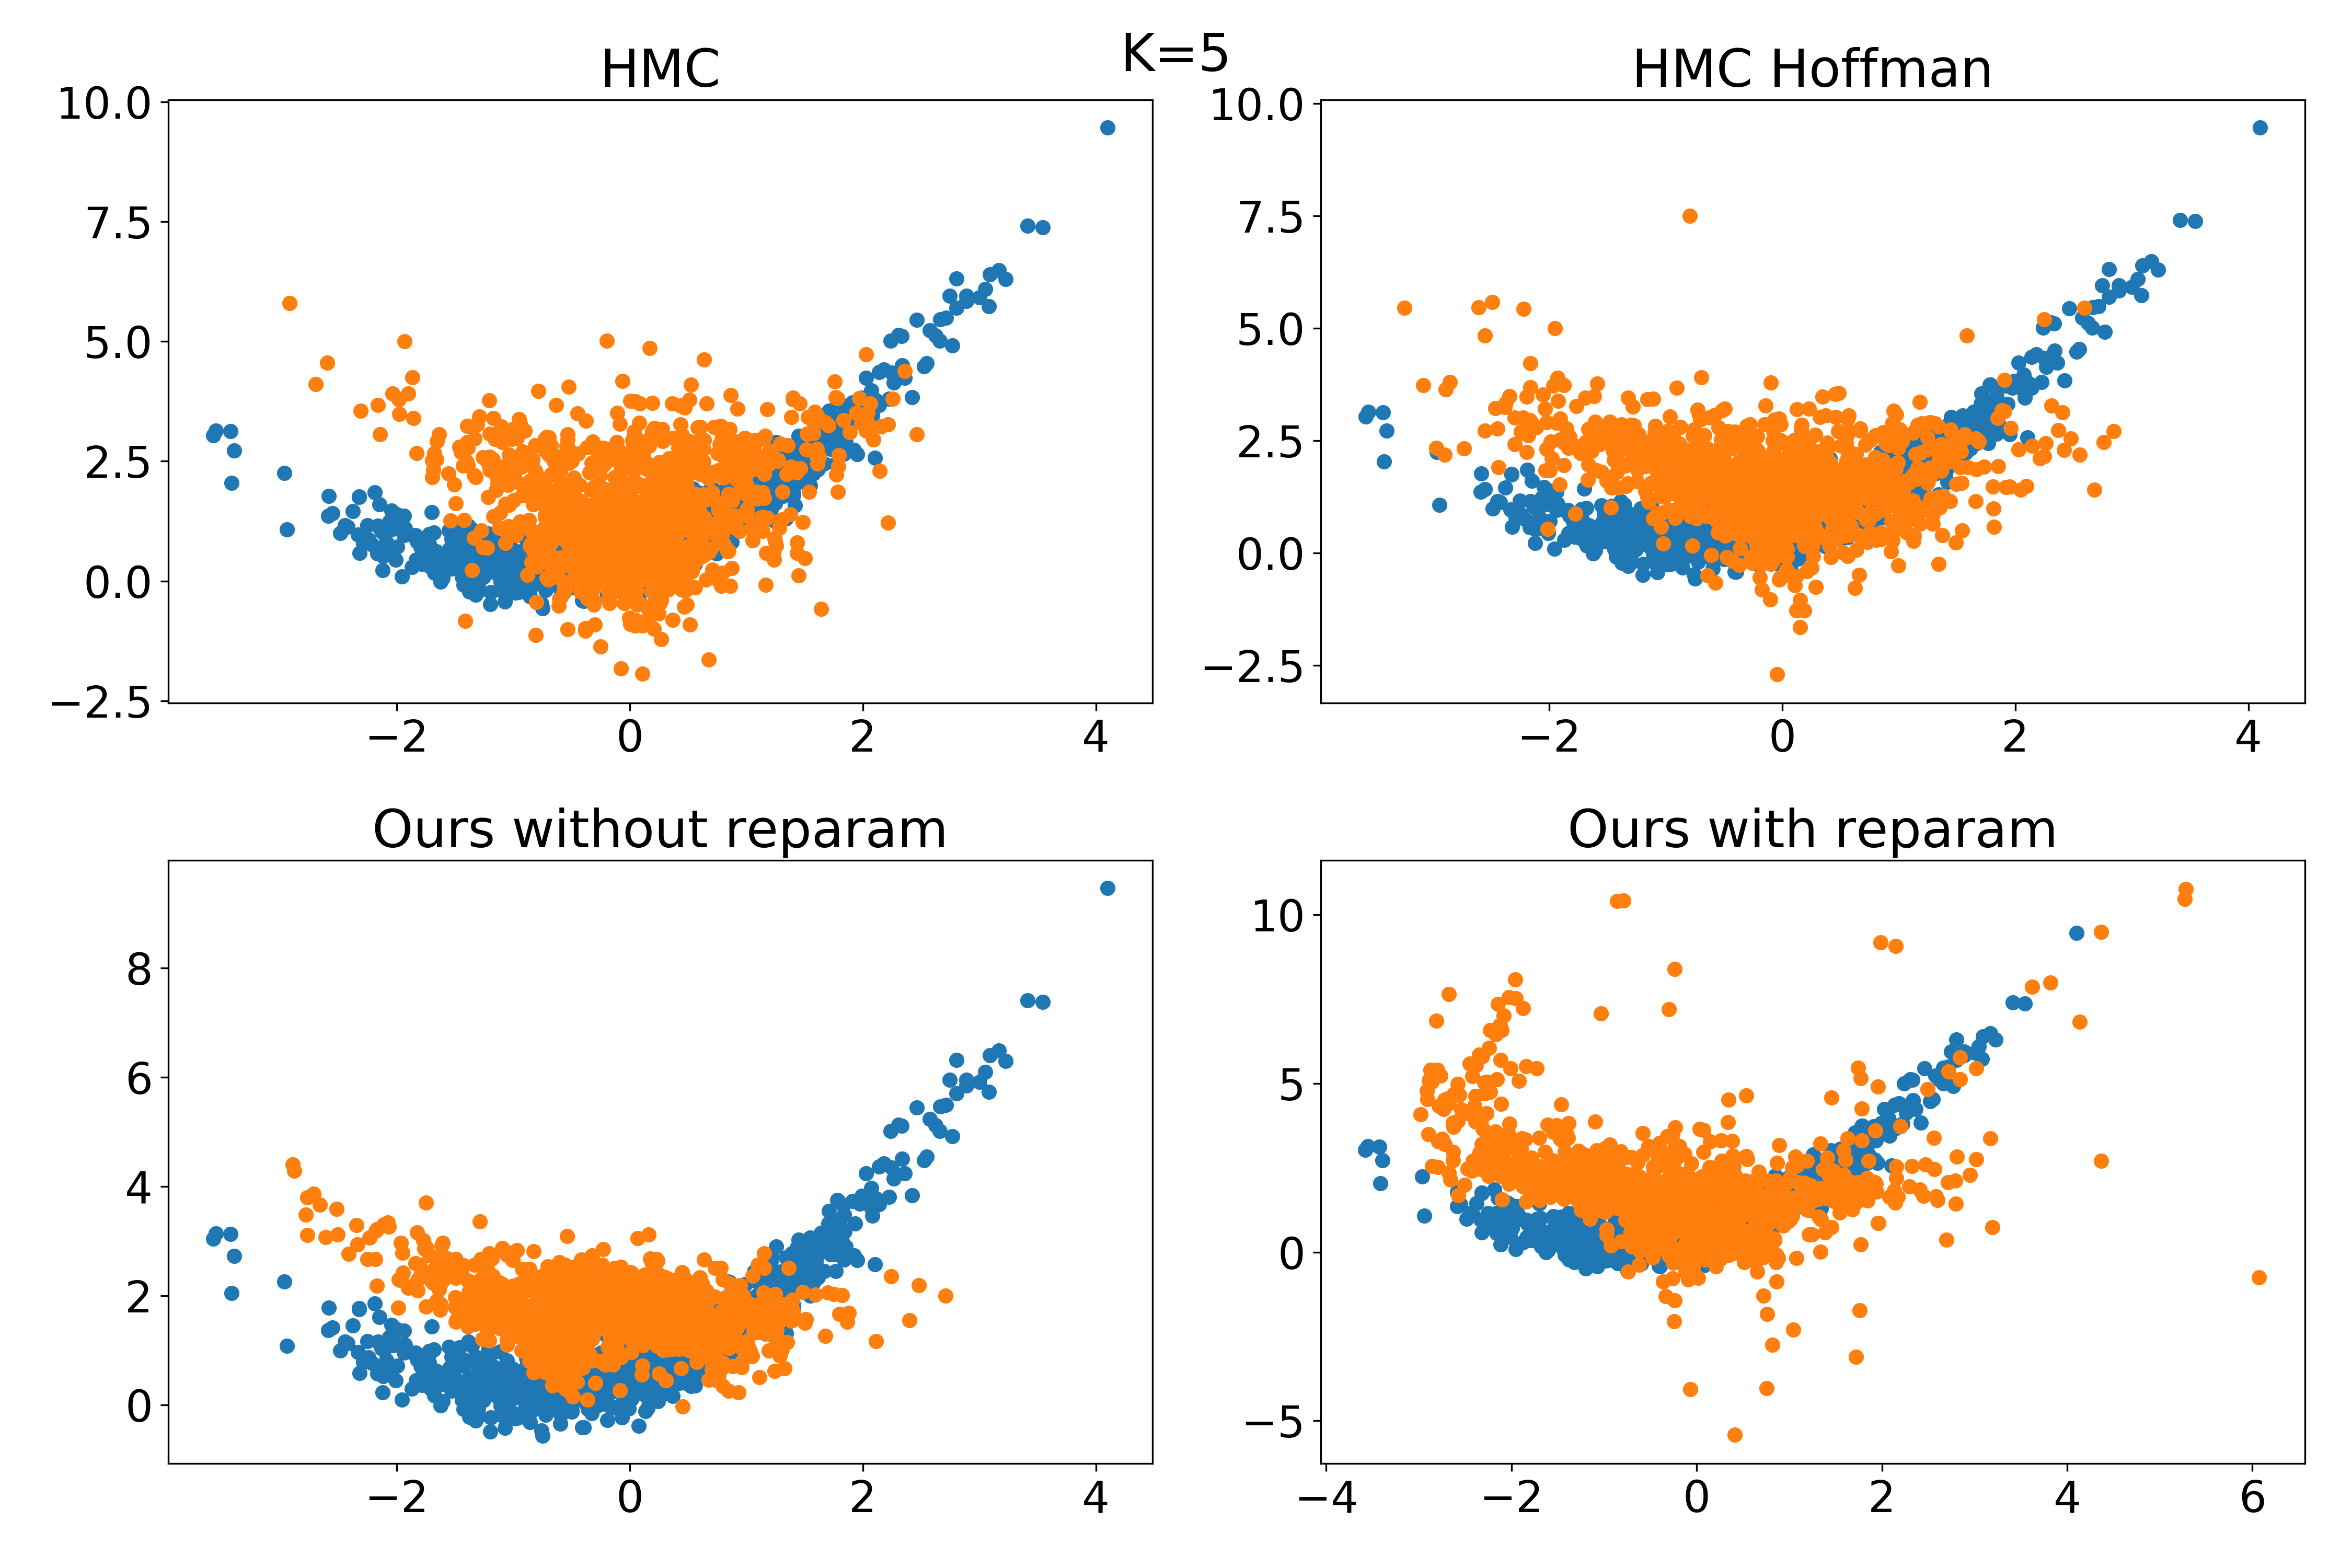 K=5
HMC
10.0
7.5
5.0
2.5
0.0
−2.5
−2 0 2 4
HMC Hoffman
10.0
7.5
5.0
2.5
0.0
−2.5
−2 0 2 4
Ours without reparam
8
6
4
2
0
−2 0 2 4
Ours with reparam
10
5
0
−5
−4 −2 0 2 4 6